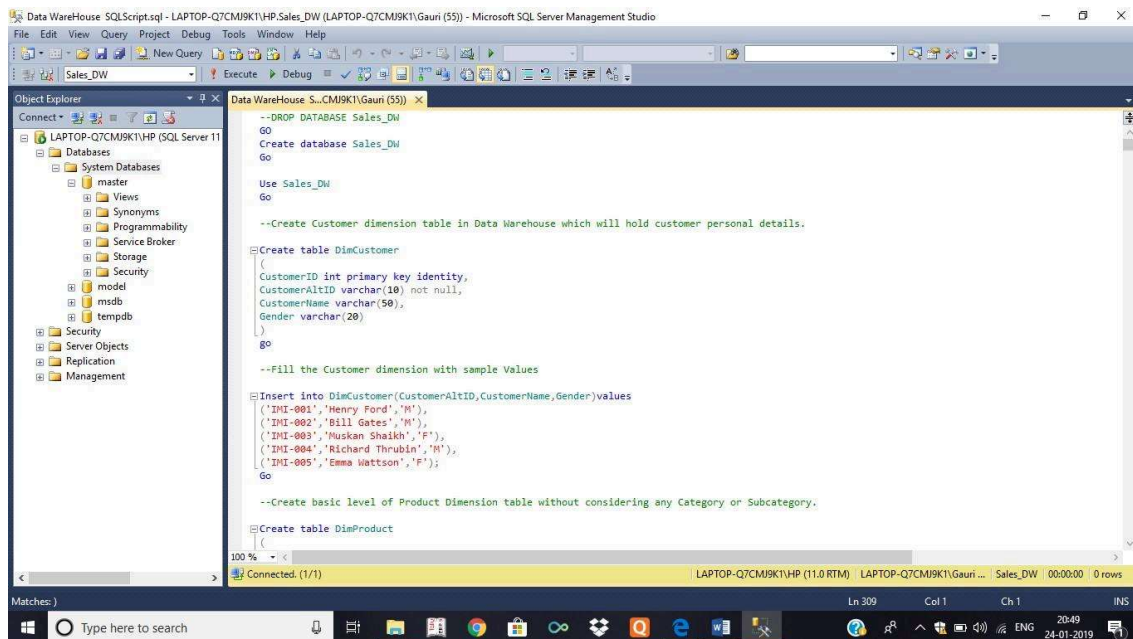 Data WareHouse SQLScript.sql - LAPTOP-Q7CMJ9K1\HP.Sales_DW (LAPTOP-Q7CMJ9K1\Gauri (55)) - Microsoft SQL Server Management Studio
File Edit View Query Project Debug Tools Window Help
New Query
Sales_DW Execute Debug
Object Explorer
Connect
LAPTOP-Q7CMJ9K1\HP (SQL Server 11
Databases
System Databases
master
Views
Synonyms
Programmability
Service Broker
Storage
Security
model
msdb
tempdb
Security
Server Objects
Replication
Management
Data WareHouse S...CMJ9K1\Gauri (55))
--DROP DATABASE Sales_DW
GO
Create database Sales_DW
Go
Use Sales_DW
Go
--Create Customer dimension table in Data Warehouse which will hold customer personal details.
Create table DimCustomer
(
CustomerID int primary key identity,
CustomerAltID varchar(10) not null,
CustomerName varchar(50),
Gender varchar(20)
)
go
--Fill the Customer dimension with sample Values
Insert into DimCustomer(CustomerAltID,CustomerName,Gender)values
('IMI-001','Henry Ford','M'),
('IMI-002','Bill Gates','M'),
('IMI-003','Muskan Shaikh','F'),
('IMI-004','Richard Thrubin','M'),
('IMI-005','Emma Wattson','F');
Go
--Create basic level of Product Dimension table without considering any Category or Subcategory.
Create table DimProduct
(
100 %
Connected. (1/1) LAPTOP-Q7CMJ9K1\HP (11.0 RTM) LAPTOP-Q7CMJ9K1\Gauri ... Sales_DW 00:00:00 0 rows
Matches: ) Ln 309 Col 1 Ch 1 INS
Type here to search ENG 20:49
24-01-2019